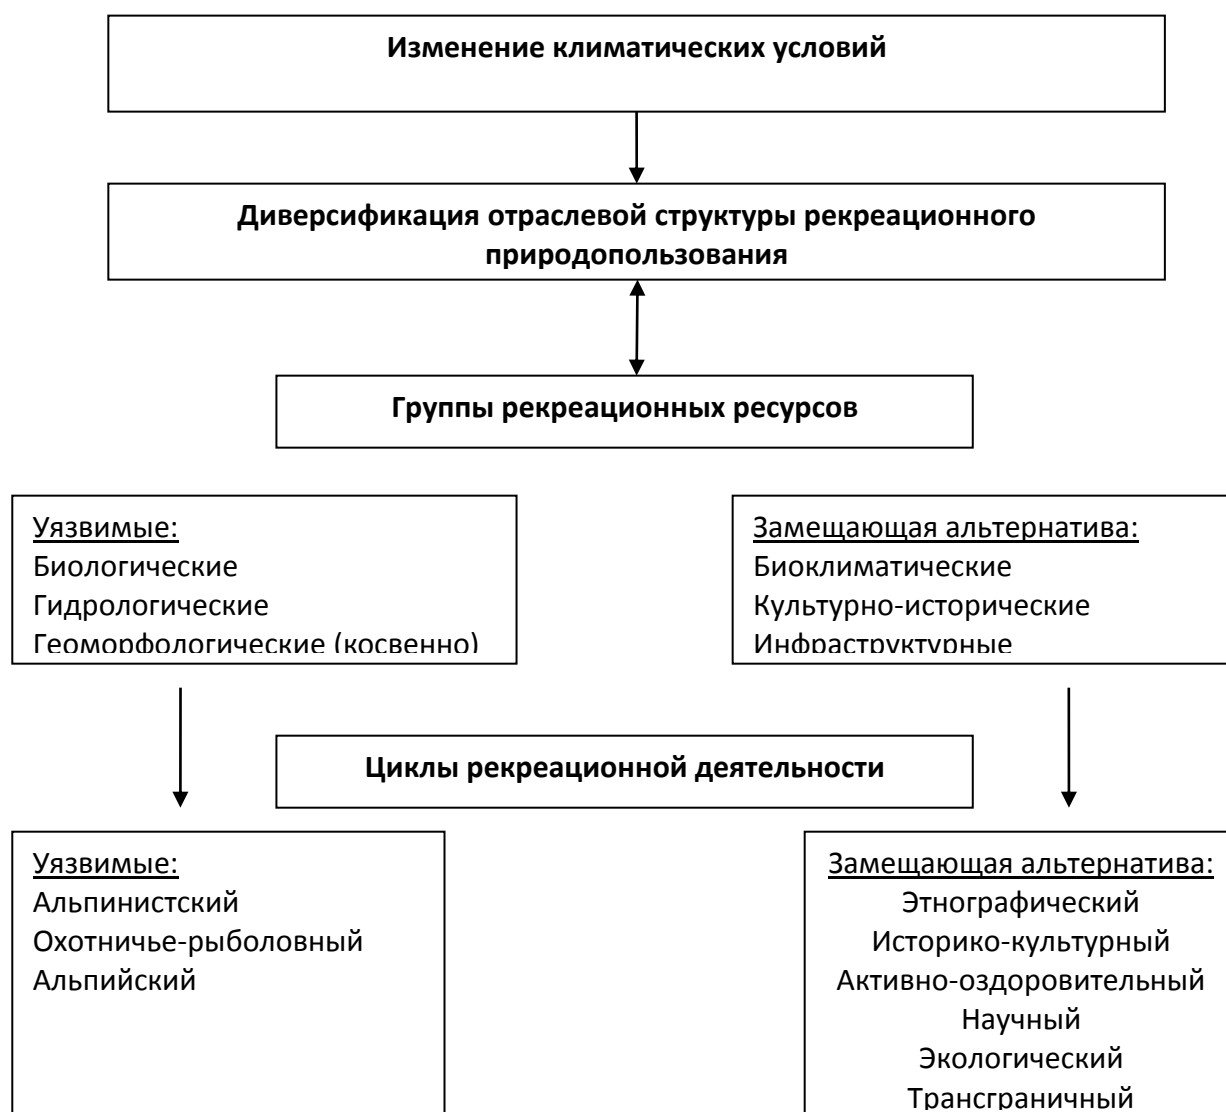 Изменение климатических условий
Диверсификация отраслевой структуры рекреационного
природопользования
Группы рекреационных ресурсов
Уязвимые:
Биологические
Гидрологические
Геоморфологические (косвенно)
Замещающая альтернатива:
Биоклиматические
Культурно-исторические
Инфраструктурные
Циклы рекреационной деятельности
Уязвимые:
Альпинистский
Охотничье-рыболовный
Альпийский
Замещающая альтернатива:
Этнографический
Историко-культурный
Активно-оздоровительный
Научный
Экологический
Трансграничный